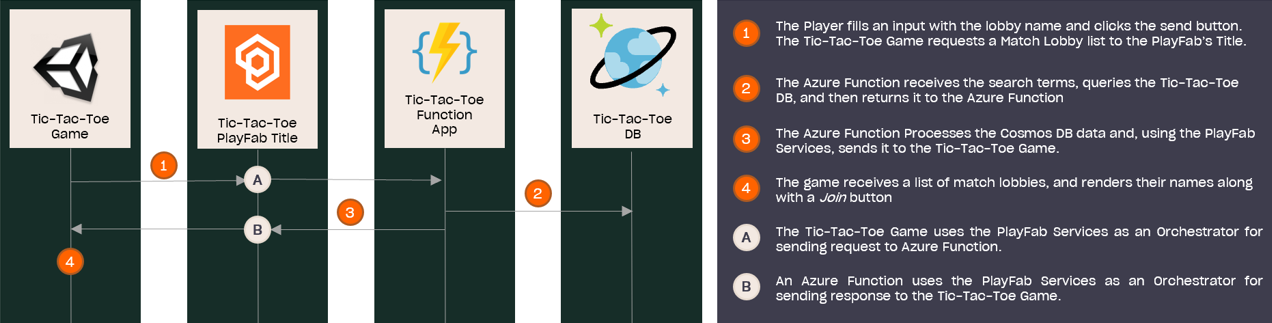 Tic-Tac-Toe
Game
Tic-Tac-Toe
PlayFab Title
Tic-Tac-Toe
Function
App
Tic-Tac-Toe
DB
1
A
2
B
3
4
1
The Player fills an input with the lobby name and clicks the send button.
The Tic-Tac-Toe Game requests a Match Lobby list to the PlayFab's Title.
2
The Azure Function receives the search terms, queries the Tic-Tac-Toe
DB, and then returns it to the Azure Function
3
The Azure Function Processes the Cosmos DB data and, using the PlayFab
Services, sends it to the Tic-Tac-Toe Game.
4
The game receives a list of match lobbies, and renders their names along
with a Join button
A
The Tic-Tac-Toe Game uses the PlayFab Services as an Orchestrator for
sending request to Azure Function.
B
An Azure Function uses the PlayFab Services as an Orchestrator for
sending response to the Tic-Tac-Toe Game.